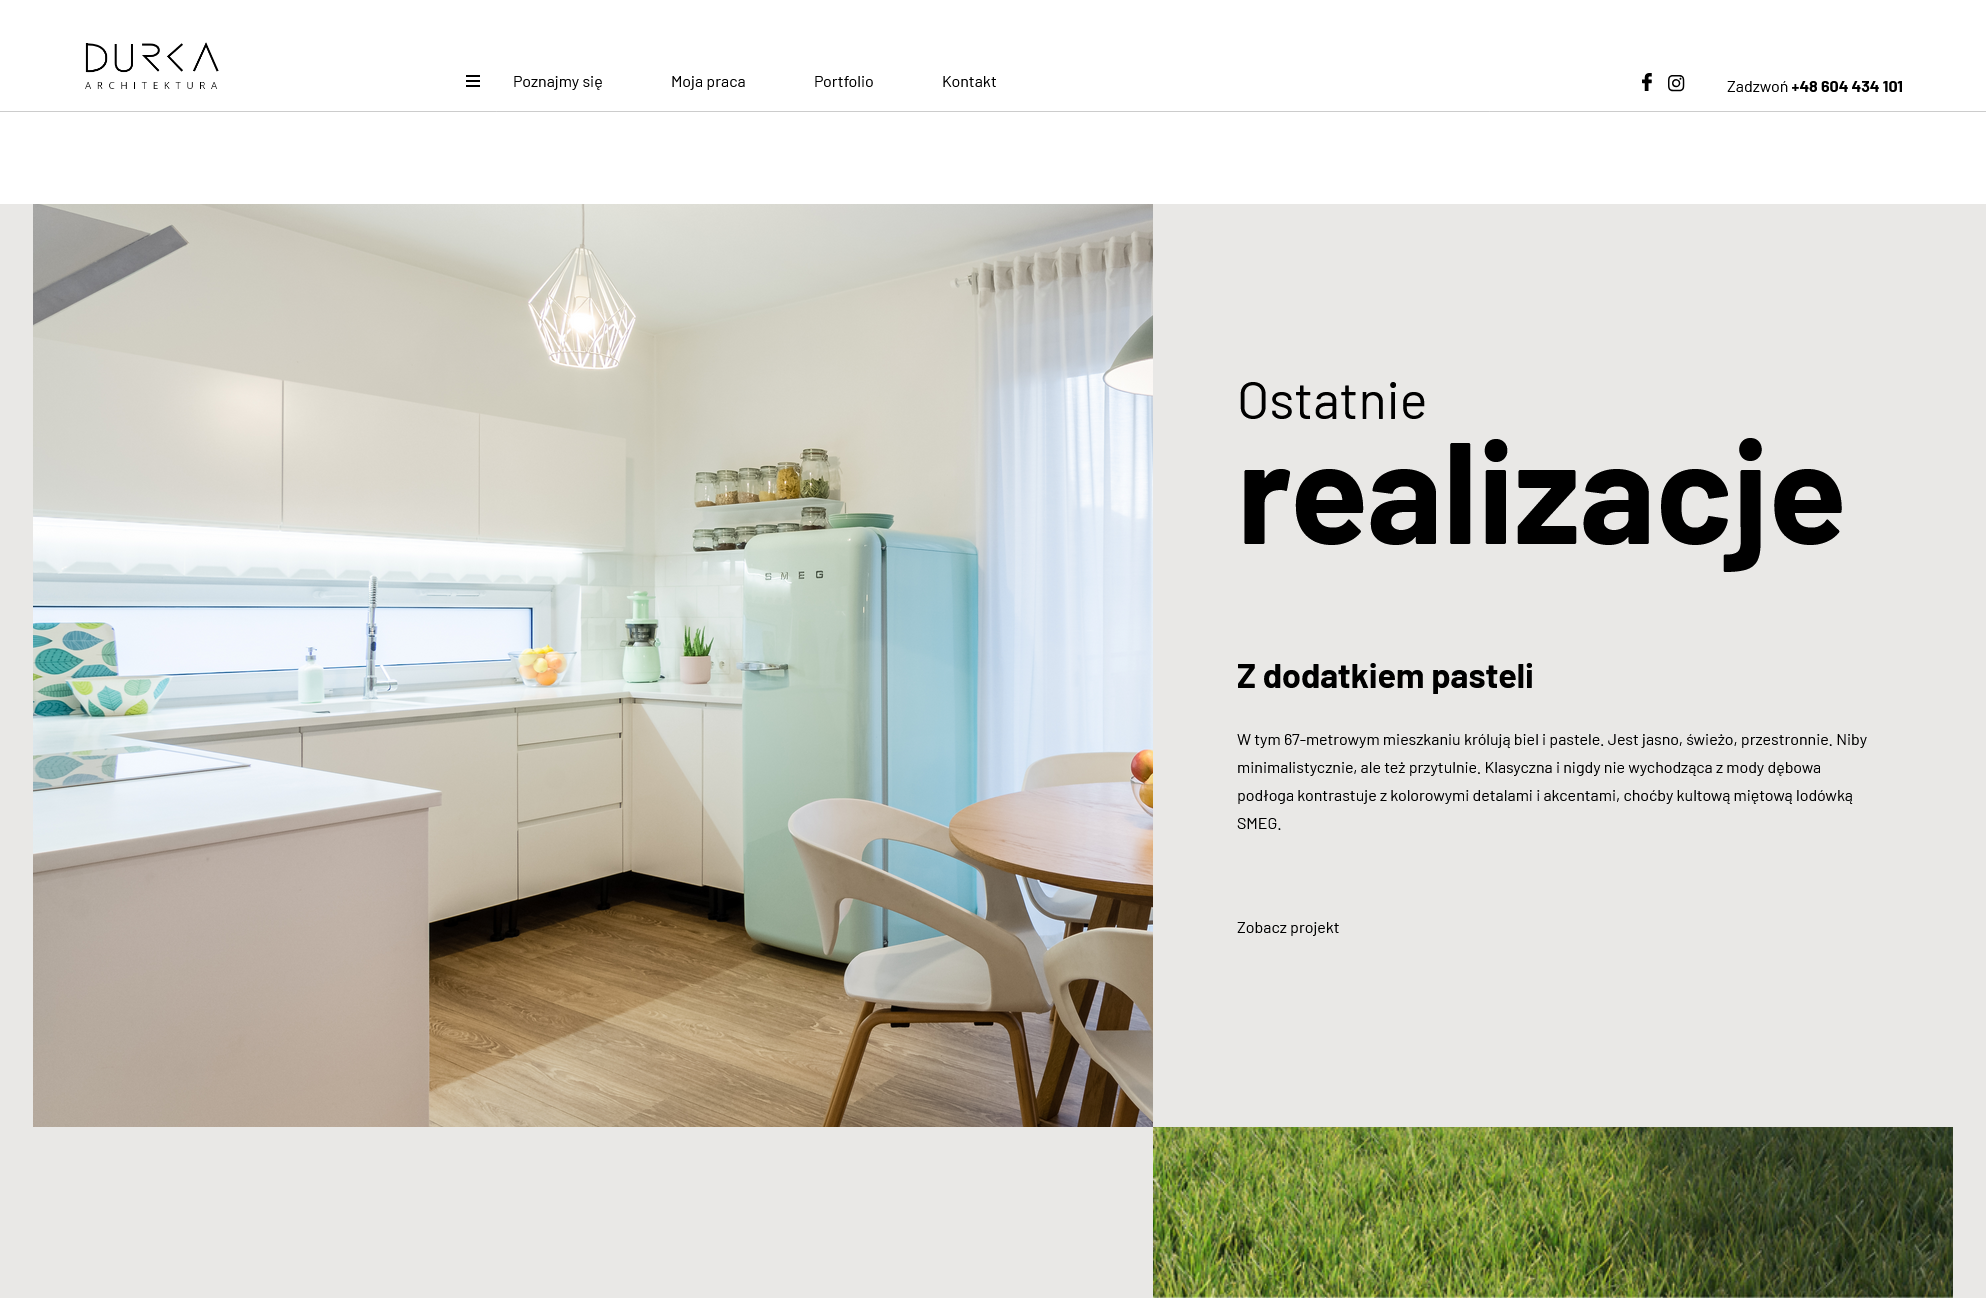 DURKA
ARCHITEKTURA
Poznajmy się
Moja praca
Portfolio
Kontakt
Zadzwoń +48 604 434 101
Ostatnie
realizacje
SMEG
Z dodatkiem pasteli
W tym 67-metrowym mieszkaniu królują biel i pastele. Jest jasno, świeżo, przestronnie. Niby
minimalistycznie, ale też przytulnie. Klasyczna i nigdy nie wychodząca z mody dębowa
podłoga kontrastuje z kolorowymi detalami i akcentami, choćby kultową miętową lodówką
SMEG.
Zobacz projekt